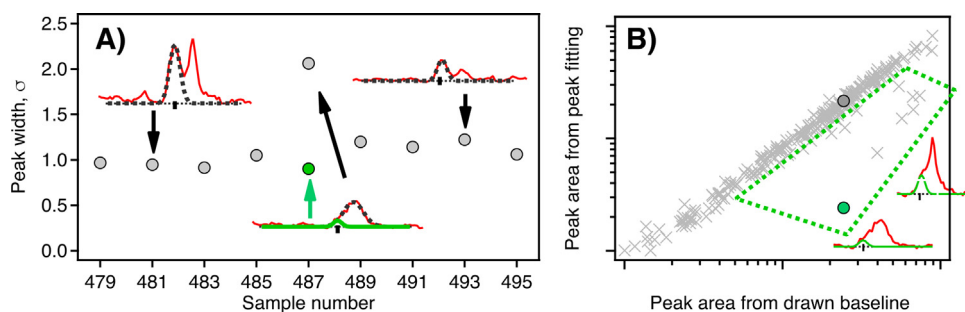 A)
Peak width, σ
2.5
2.0
1.5
1.0
0.5
0.0
479 481 483 485 487 489 491 493 495
Sample number
B)
Peak area from peak fitting
Peak area from drawn baseline